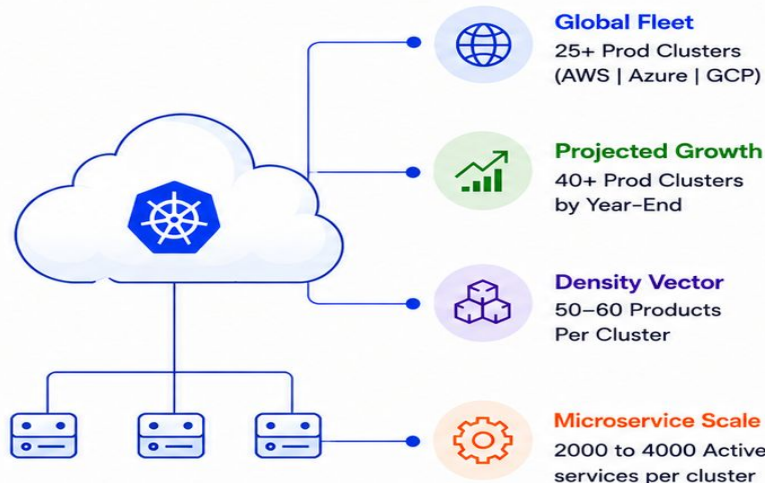 Global Fleet
25+ Prod Clusters
(AWS | Azure | GCP)
Projected Growth
40+ Prod Clusters
by Year-End
Density Vector
50–60 Products
Per Cluster
Microservice Scale
2000 to 4000 Active
services per cluster